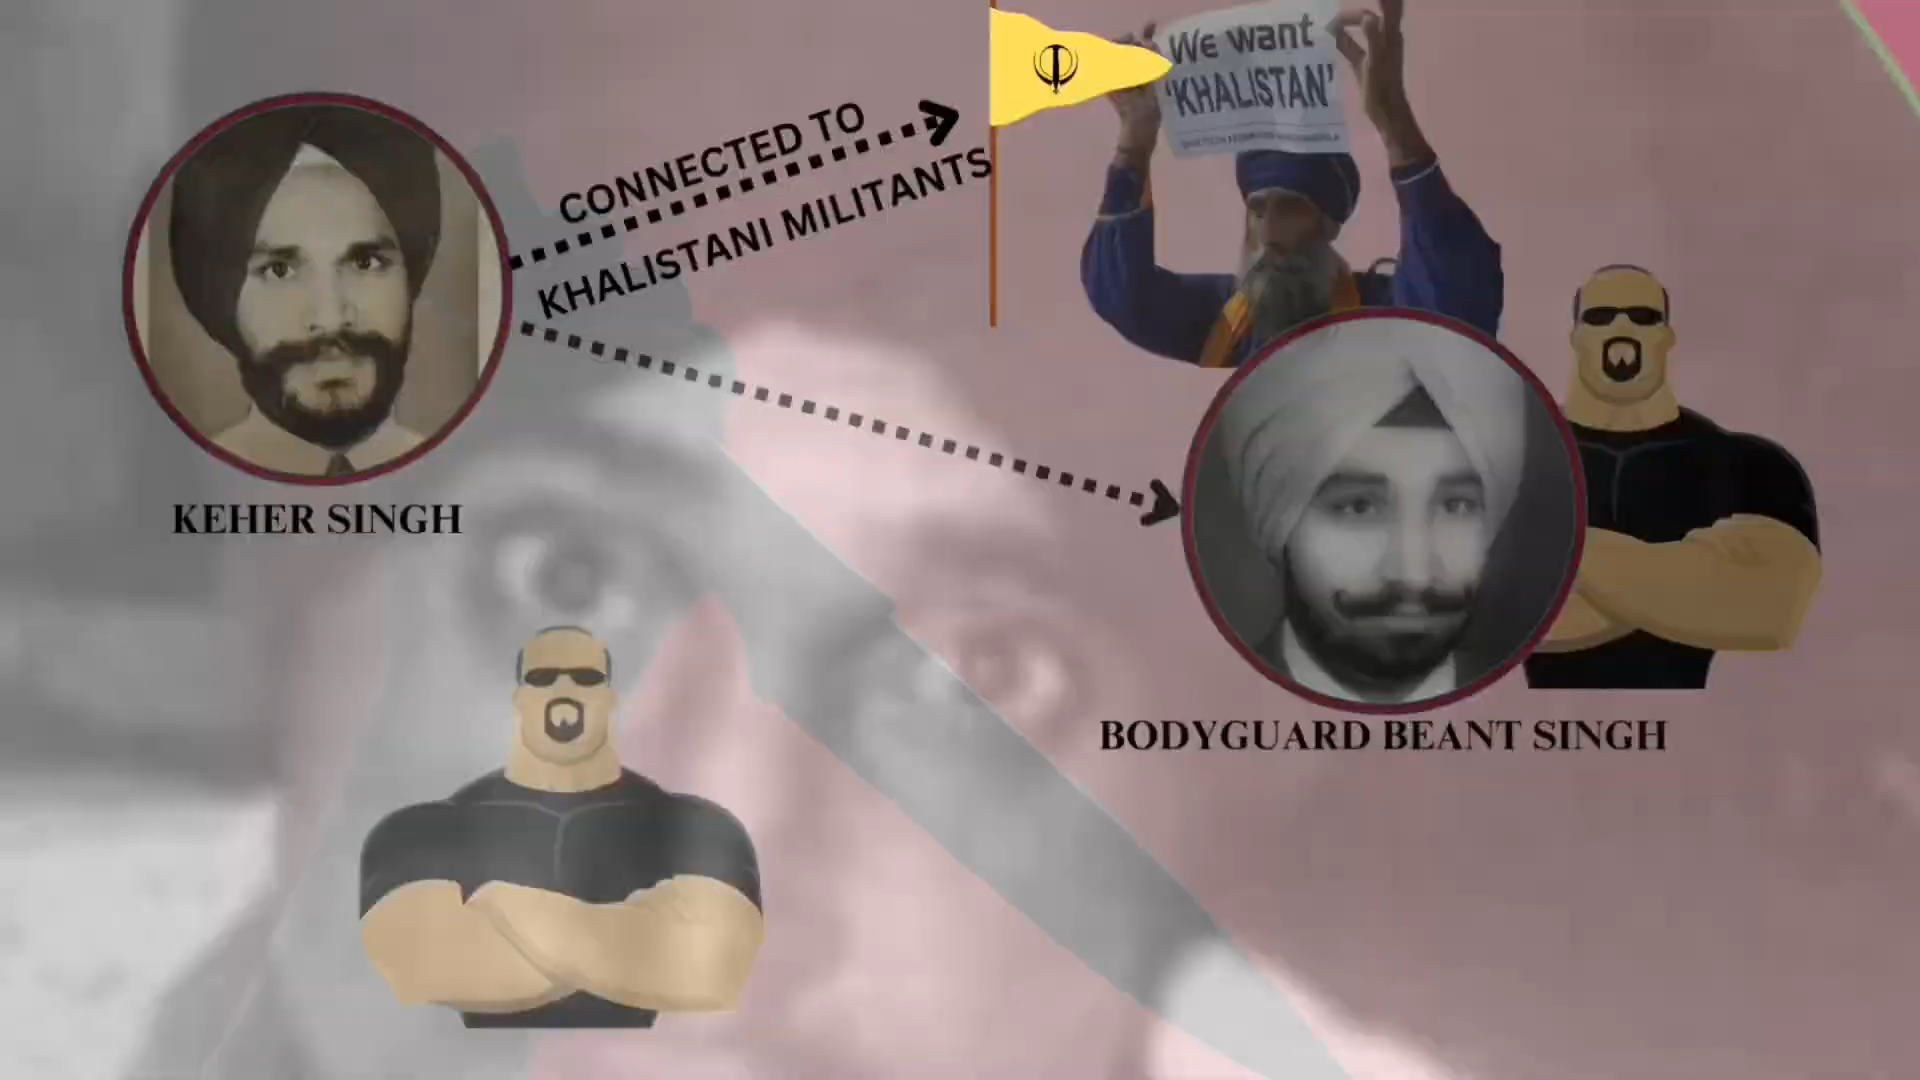 We want
'KHALISTAN'
CONNECTED TO
KHALISTANI MILITANTS
KEHER SINGH
BODYGUARD BEANT SINGH